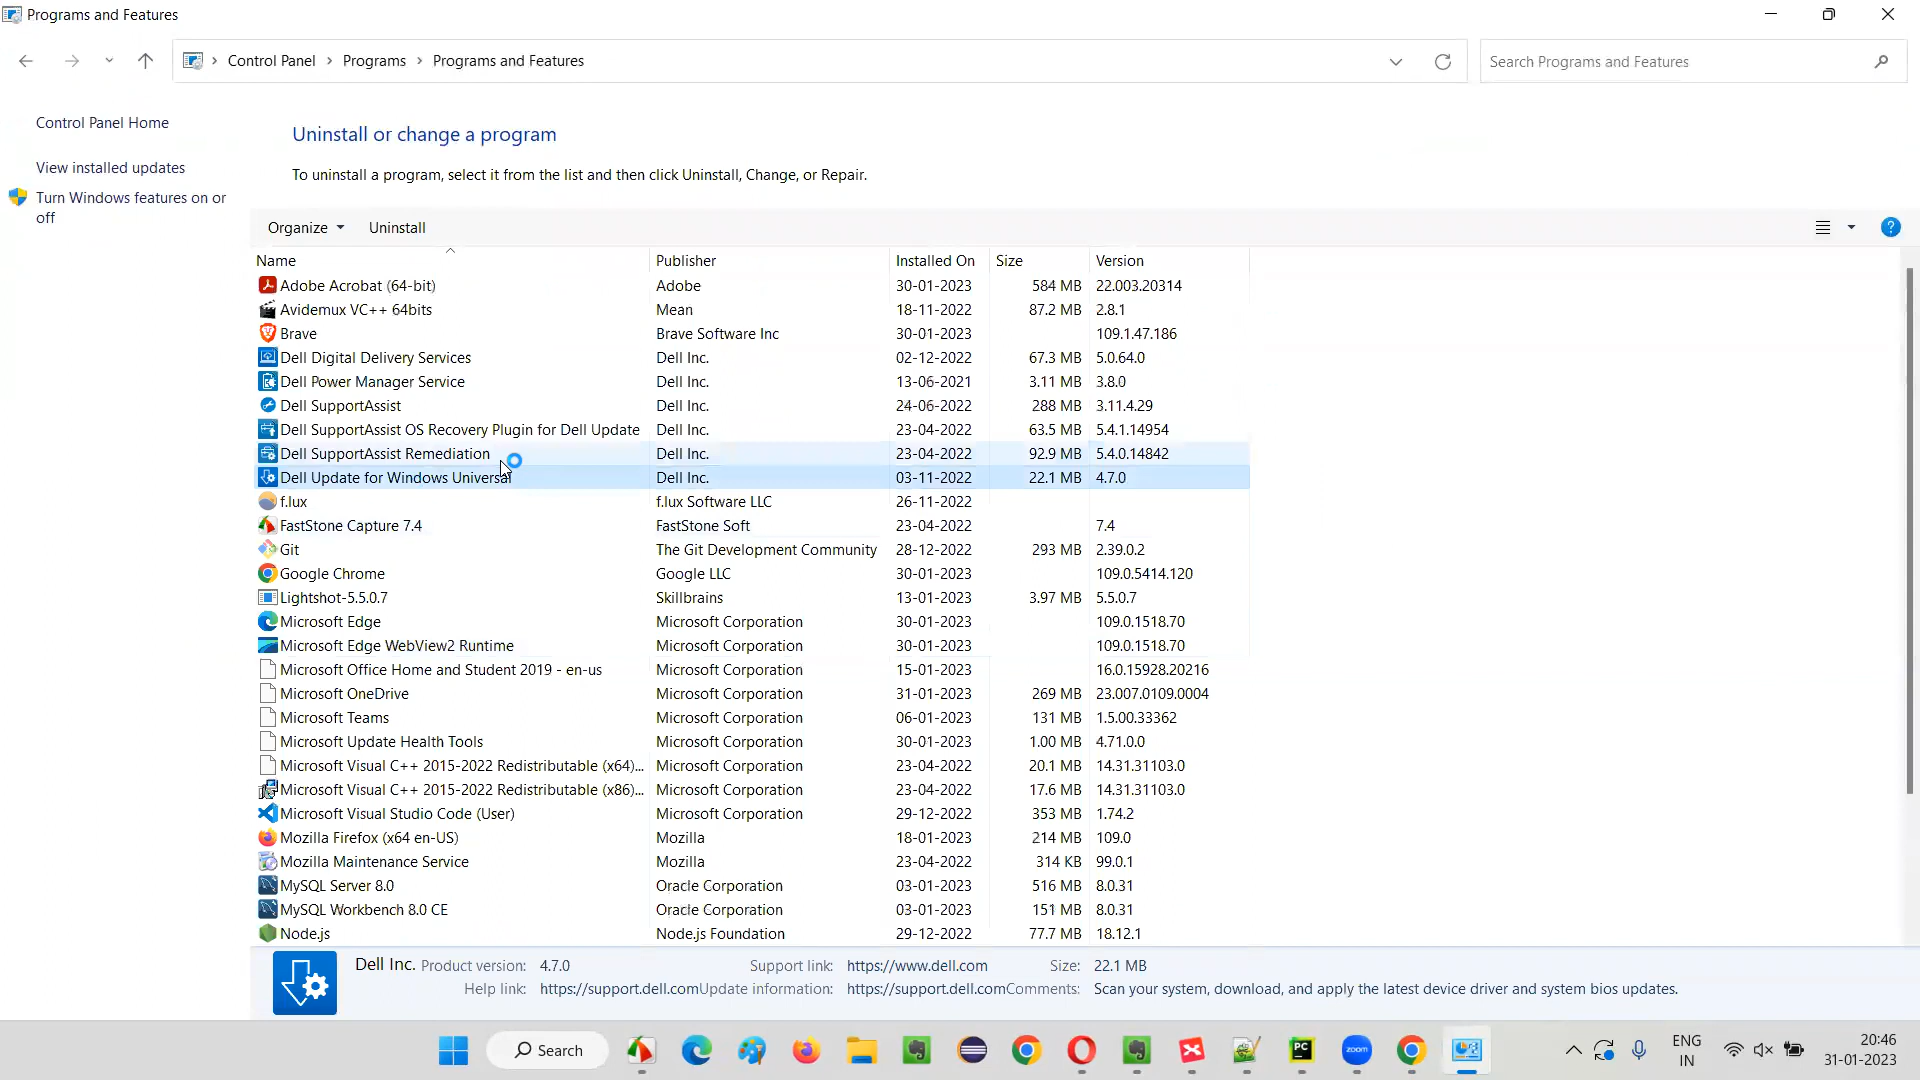 Programs and Features
Control Panel > Programs > Programs and Features
Search Programs and Features
Control Panel Home
View installed updates
Turn Windows features on or
off
Uninstall or change a program
To uninstall a program, select it from the list and then click Uninstall, Change, or Repair.
Organize Uninstall
Name Publisher Installed On Size Version
Adobe Acrobat (64-bit) Adobe 30-01-2023 584 MB 22.003.20314
Avidemux VC++ 64bits Mean 18-11-2022 87.2 MB 2.8.1
Brave Brave Software Inc 30-01-2023 109.1.47.186
Dell Digital Delivery Services Dell Inc. 02-12-2022 67.3 MB 5.0.64.0
Dell Power Manager Service Dell Inc. 13-06-2021 3.11 MB 3.8.0
Dell SupportAssist Dell Inc. 24-06-2022 288 MB 3.11.4.29
Dell SupportAssist OS Recovery Plugin for Dell Update Dell Inc. 23-04-2022 63.5 MB 5.4.1.14954
Dell SupportAssist Remediation Dell Inc. 23-04-2022 92.9 MB 5.4.0.14842
Dell Update for Windows Universal Dell Inc. 03-11-2022 22.1 MB 4.7.0
f.lux f.lux Software LLC 26-11-2022
FastStone Capture 7.4 FastStone Soft 23-04-2022 7.4
Git The Git Development Community 28-12-2022 293 MB 2.39.0.2
Google Chrome Google LLC 30-01-2023 109.0.5414.120
Lightshot-5.5.0.7 Skillbrains 13-01-2023 3.97 MB 5.5.0.7
Microsoft Edge Microsoft Corporation 30-01-2023 109.0.1518.70
Microsoft Edge WebView2 Runtime Microsoft Corporation 30-01-2023 109.0.1518.70
Microsoft Office Home and Student 2019 - en-us Microsoft Corporation 15-01-2023 16.0.15928.20216
Microsoft OneDrive Microsoft Corporation 31-01-2023 269 MB 23.007.0109.0004
Microsoft Teams Microsoft Corporation 06-01-2023 131 MB 1.5.00.33362
Microsoft Update Health Tools Microsoft Corporation 30-01-2023 1.00 MB 4.71.0.0
Microsoft Visual C++ 2015-2022 Redistributable (x64)... Microsoft Corporation 23-04-2022 20.1 MB 14.31.31103.0
Microsoft Visual C++ 2015-2022 Redistributable (x86)... Microsoft Corporation 23-04-2022 17.6 MB 14.31.31103.0
Microsoft Visual Studio Code (User) Microsoft Corporation 29-12-2022 353 MB 1.74.2
Mozilla Firefox (x64 en-US) Mozilla 18-01-2023 214 MB 109.0
Mozilla Maintenance Service Mozilla 23-04-2022 314 KB 99.0.1
MySQL Server 8.0 Oracle Corporation 03-01-2023 516 MB 8.0.31
MySQL Workbench 8.0 CE Oracle Corporation 03-01-2023 151 MB 8.0.31
Node.js Node.js Foundation 29-12-2022 77.7 MB 18.12.1
Dell Inc. Product version: 4.7.0 Support link: https://www.dell.com Size: 22.1 MB
Help link: https://support.dell.com Update information: https://support.dell.com Comments: Scan your system, download, and apply the latest device driver and system bios updates.
Search
PC
zoom
ENG
IN
20:46
31-01-2023